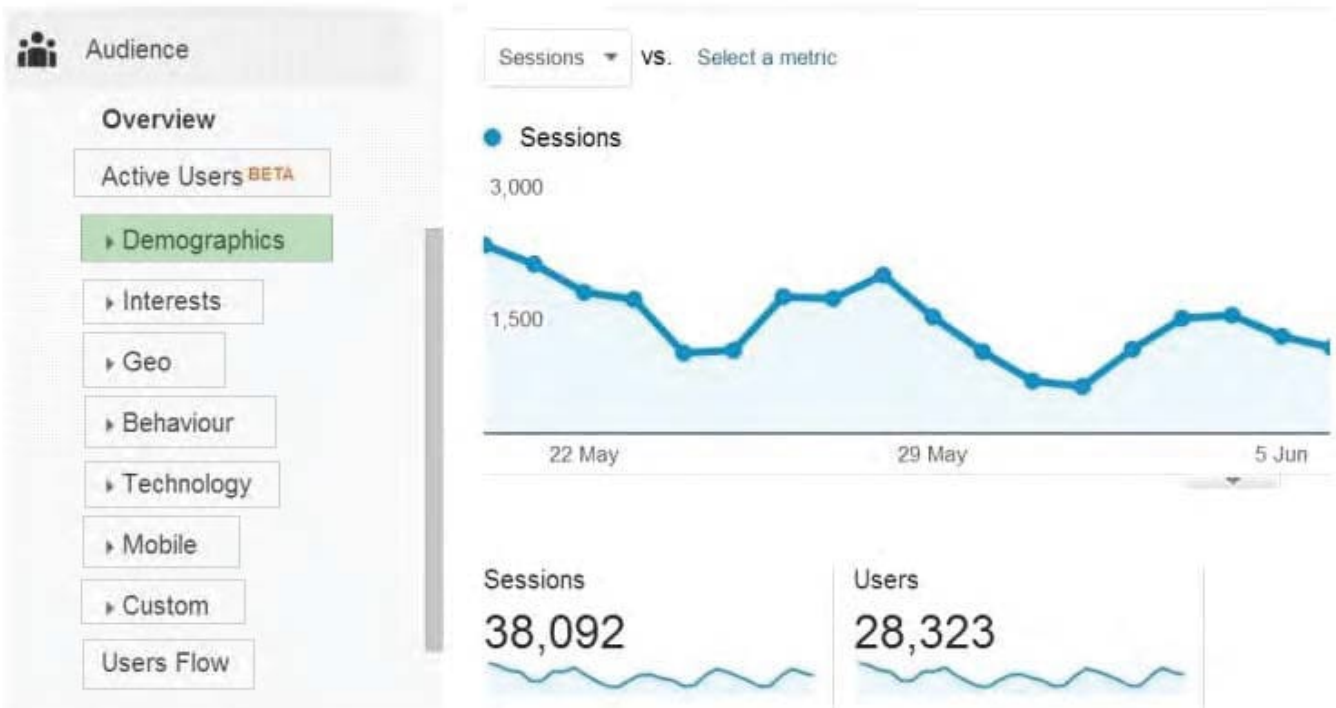 Audience
Overview
Active Users BETA
Demographics
Interests
Geo
Behaviour
Technology
Mobile
Custom
Users Flow
Sessions vs. Select a metric
Sessions
3,000
1,500
22 May 29 May 5 Jun
Sessions Users
38,092 28,323